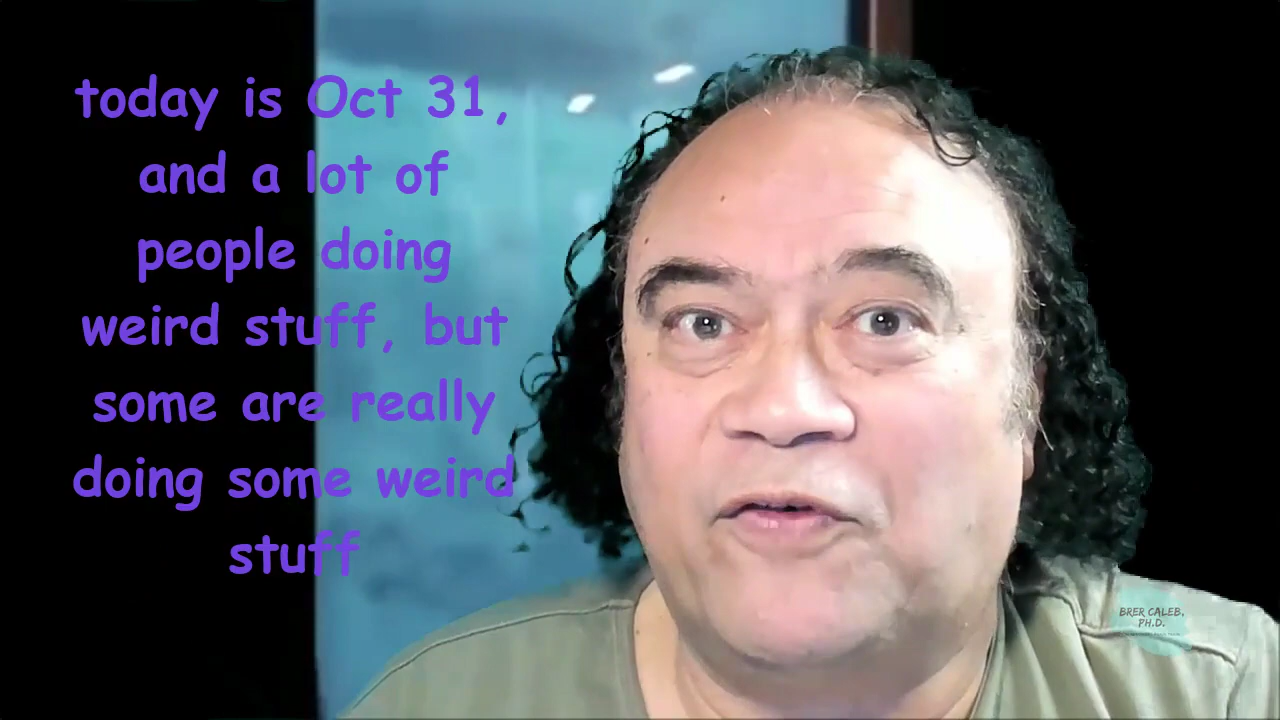 today is Oct 31,
and a lot of
people doing
weird stuff, but
some are really
doing some weird
stuff
BRER CALEB,
PH.D.